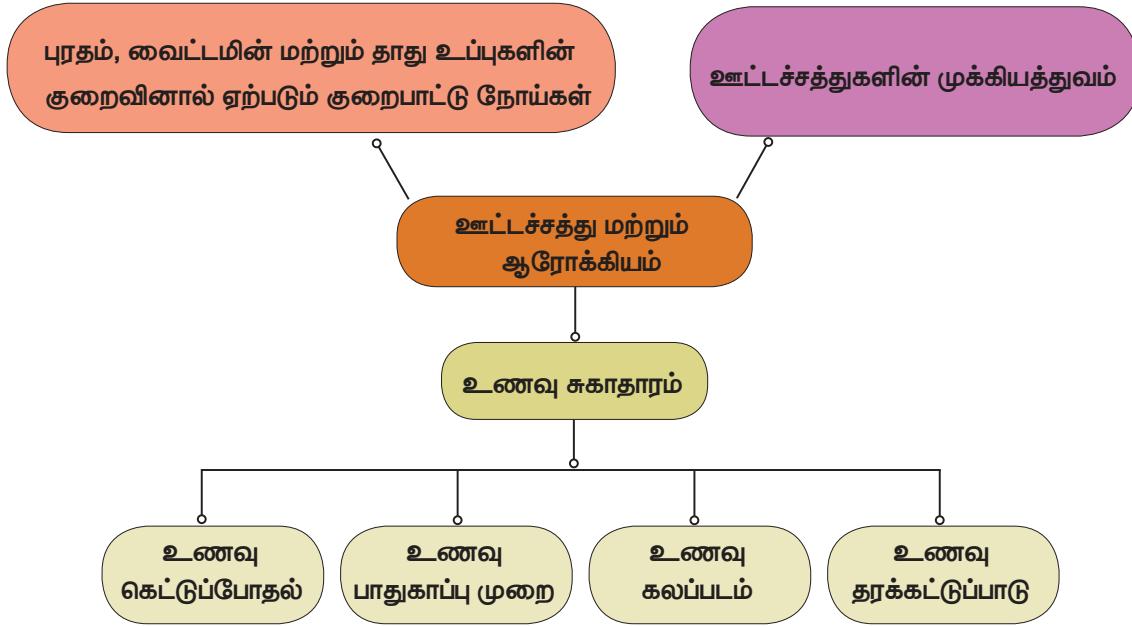 புரதம், வைட்டமின் மற்றும் தாது உப்புகளின்
குறைவினால் ஏற்படும் குறைபாட்டு நோய்கள்
ஊட்டச்சத்துகளின் முக்கியத்துவம்
ஊட்டச்சத்து மற்றும்
ஆரோக்கியம்
உணவு சுகாதாரம்
உணவு
கெட்டுப்போதல்
உணவு
பாதுகாப்பு முறை
உணவு
கலப்படம்
உணவு
தரக்கட்டுப்பாடு